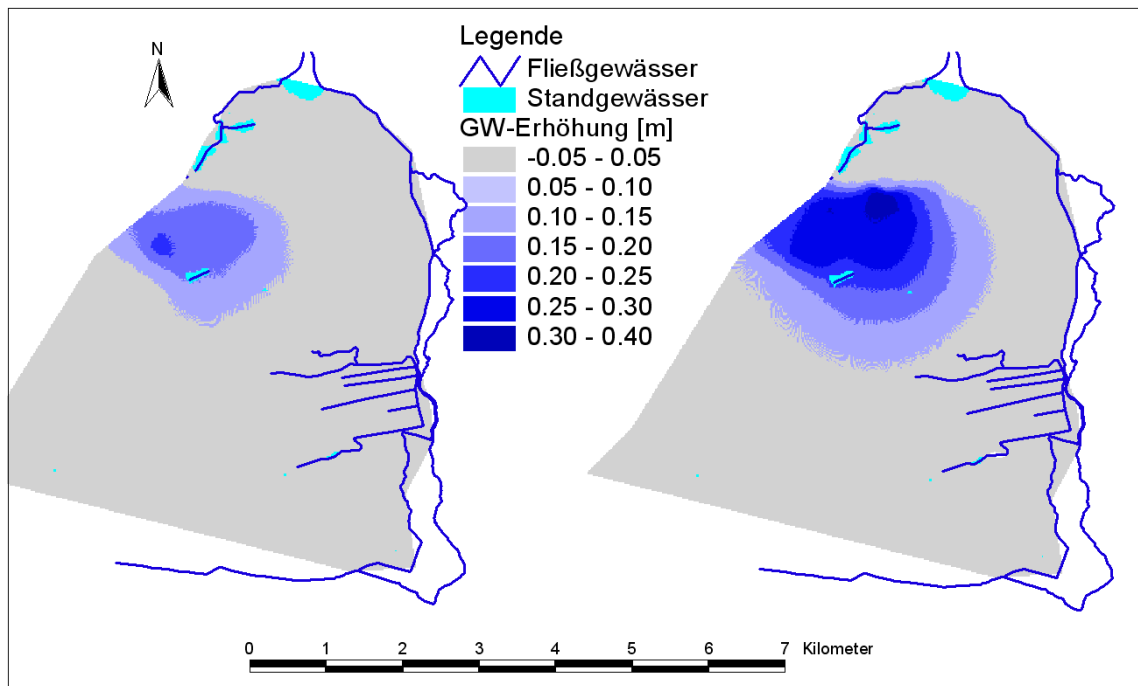 N
Legende
Fließgewässer
Standgewässer
GW-Erhöhung [m]
-0.05 - 0.05
0.05 - 0.10
0.10 - 0.15
0.15 - 0.20
0.20 - 0.25
0.25 - 0.30
0.30 - 0.40
0 1 2 3 4 5 6 7 Kilometer